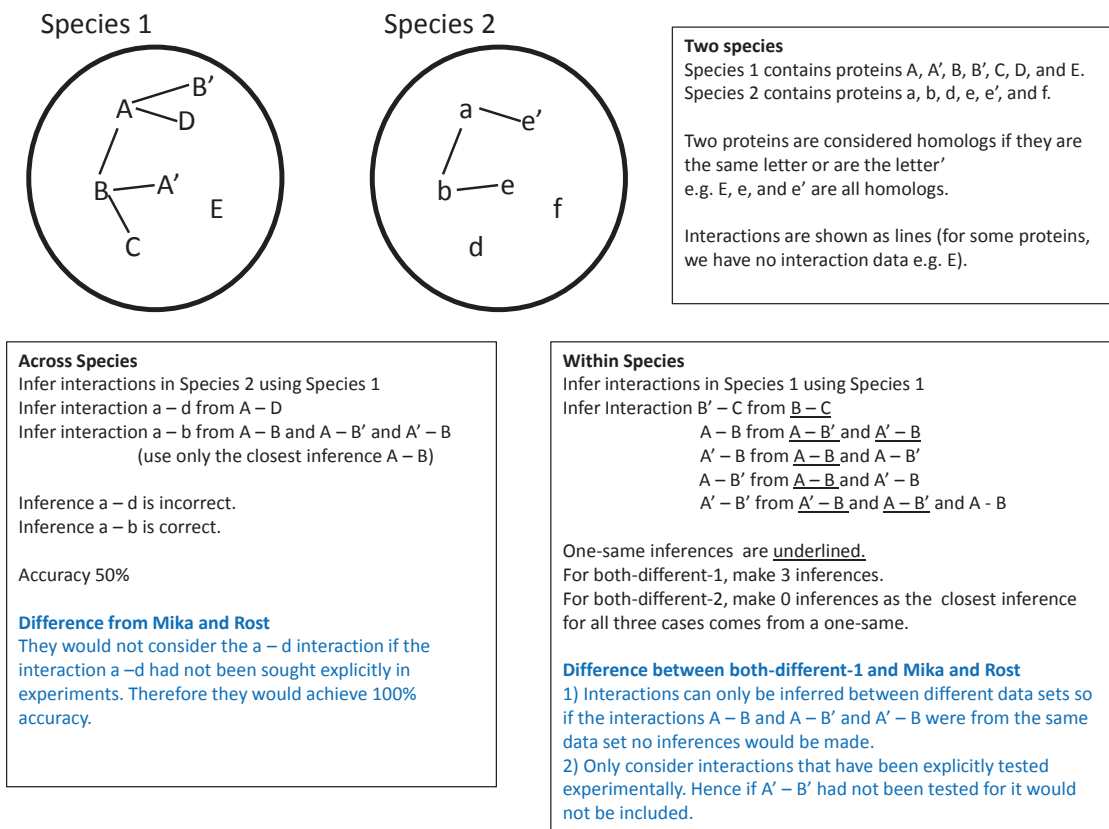 Species 1
Species 2
A
B'
D
B
A'
C
E
a
e'
b
e
f
d
Two species
Species 1 contains proteins A, A’, B, B’, C, D, and E.
Species 2 contains proteins a, b, d, e, e’, and f.
Two proteins are considered homologs if they are
the same letter or are the letter’
e.g. E, e, and e’ are all homologs.
Interactions are shown as lines (for some proteins,
we have no interaction data e.g. E).
Across Species
Infer interactions in Species 2 using Species 1
Infer interaction a – d from A – D
Infer interaction a – b from A – B and A – B’ and A’ – B
(use only the closest inference A – B)
Inference a – d is incorrect.
Inference a – b is correct.
Accuracy 50%
Difference from Mika and Rost
They would not consider the a – d interaction if the
interaction a –d had not been sought explicitly in
experiments. Therefore they would achieve 100%
accuracy.
Within Species
Infer interactions in Species 1 using Species 1
Infer Interaction B’ – C from B – C
A – B from A – B’ and A’ – B
A’ – B from A – B and A – B’
A – B’ from A – B and A’ – B
A’ – B’ from A’ – B and A – B’ and A - B
One-same inferences are underlined.
For both-different-1, make 3 inferences.
For both-different-2, make 0 inferences as the closest inference
for all three cases comes from a one-same.
Difference between both-different-1 and Mika and Rost
1) Interactions can only be inferred between different data sets so
if the interactions A – B and A – B’ and A’ – B were from the same
data set no inferences would be made.
2) Only consider interactions that have been explicitly tested
experimentally. Hence if A’ – B’ had not been tested for it would
not be included.